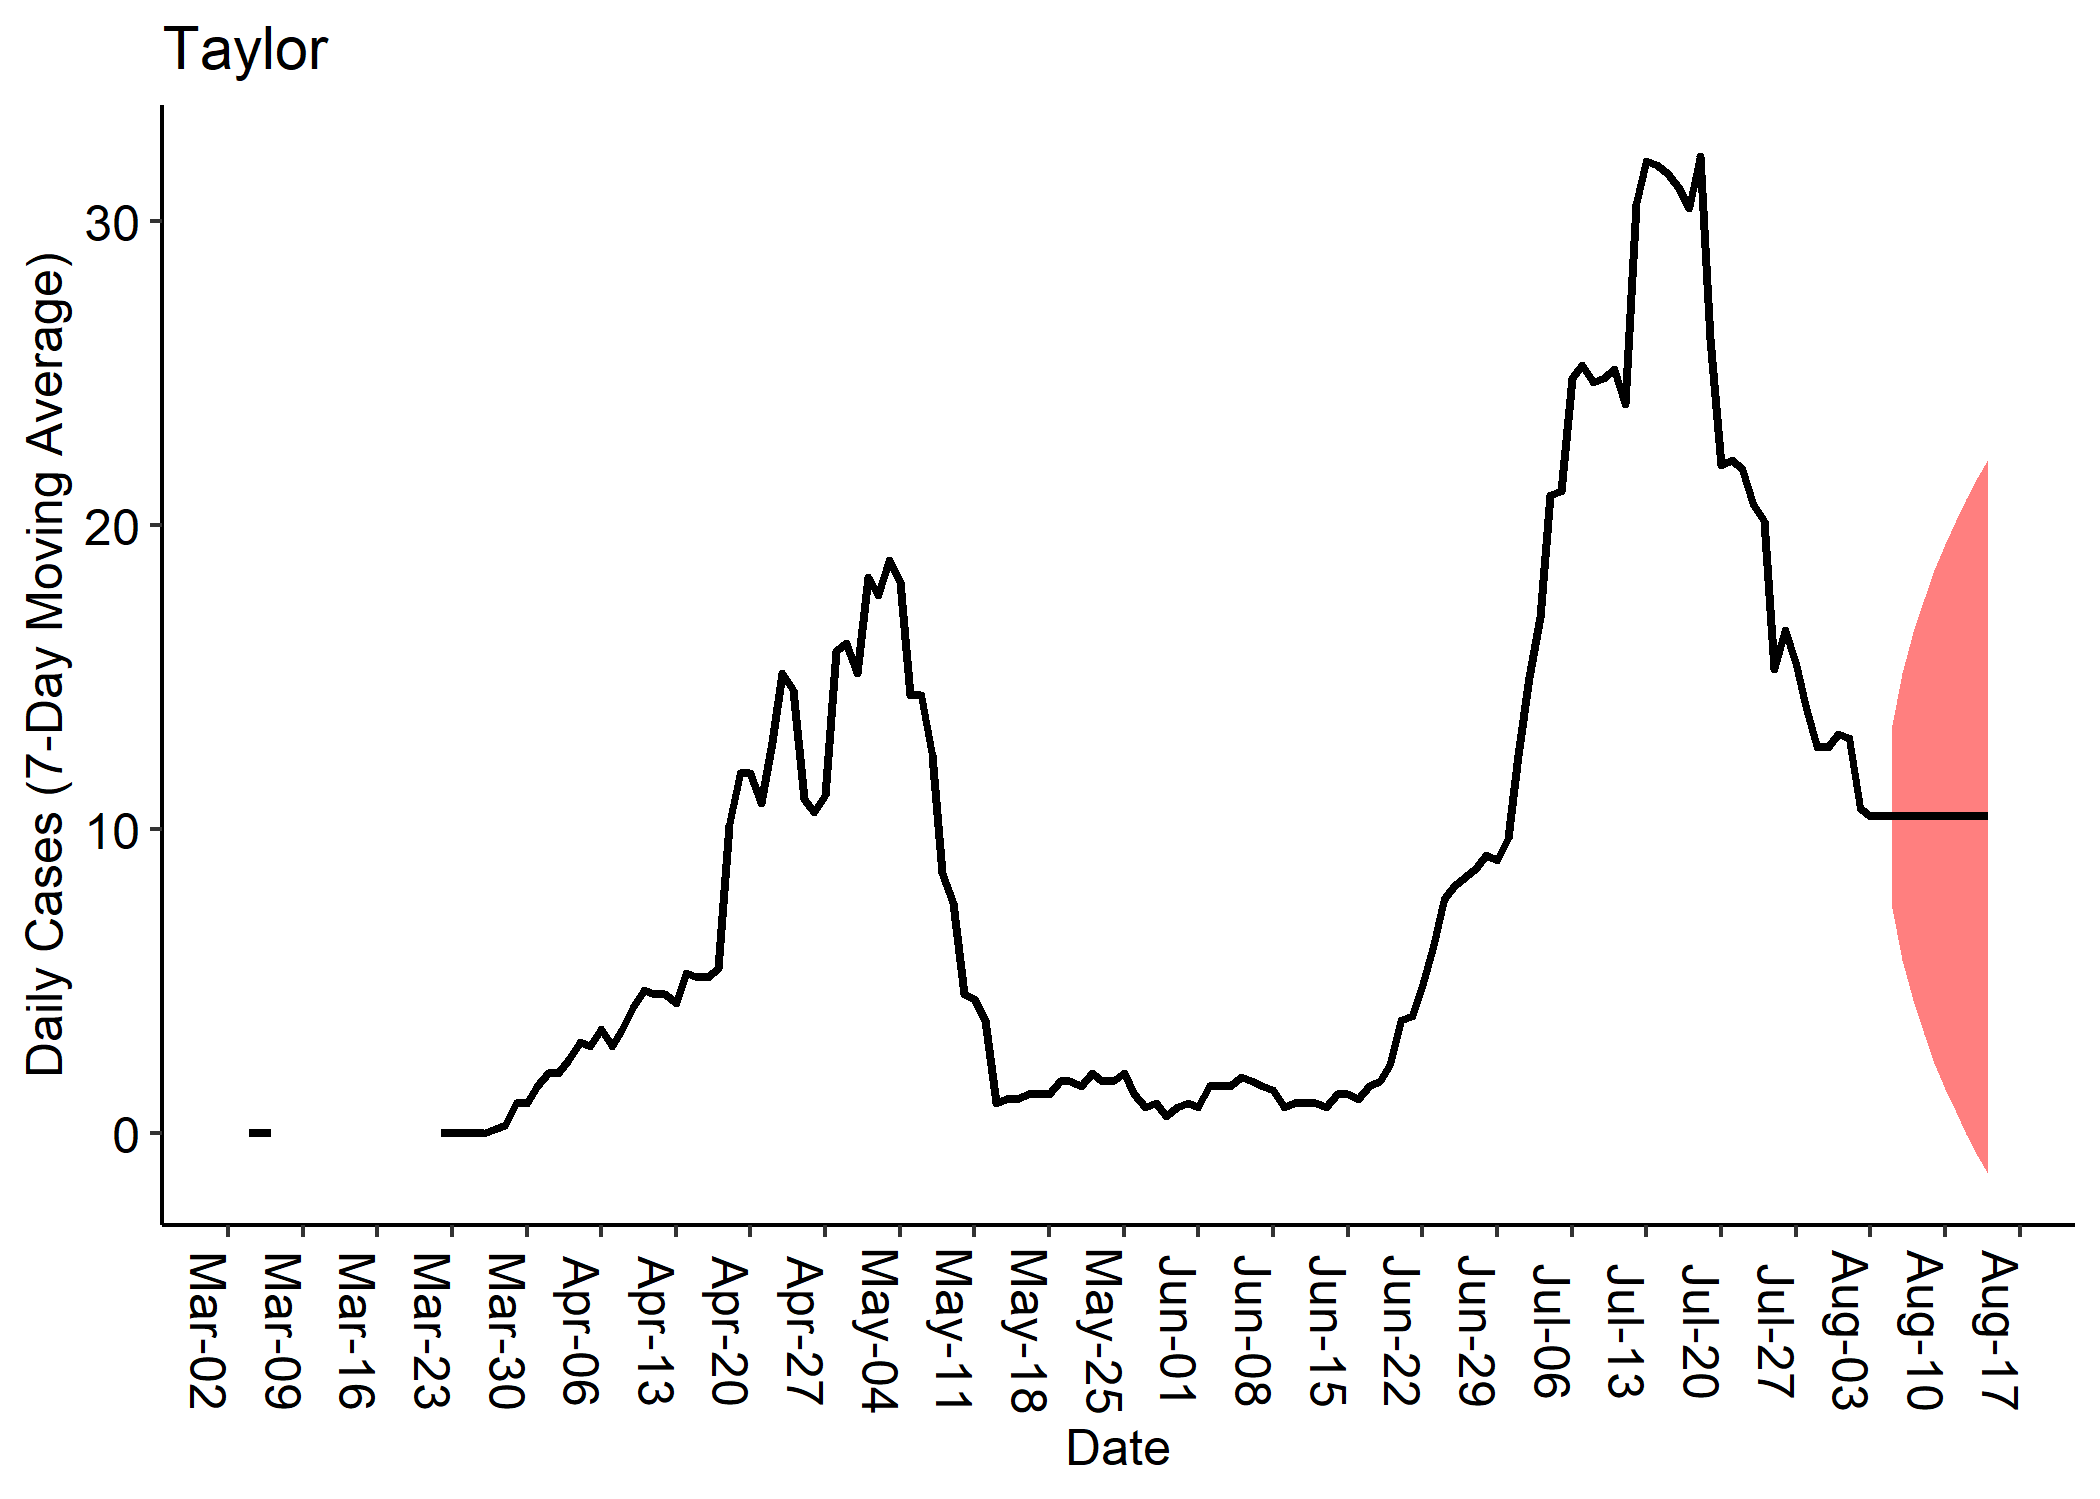 Taylor
Daily Cases (7-Day Moving Average)
30
20
10
0
Mar-02
Mar-09
Mar-16
Mar-23
Mar-30
Apr-06
Apr-13
Apr-20
Apr-27
May-04
May-11
May-18
May-25
Jun-01
Jun-08
Jun-15
Jun-22
Jun-29
Jul-06
Jul-13
Jul-20
Jul-27
Aug-03
Aug-10
Aug-17
Date